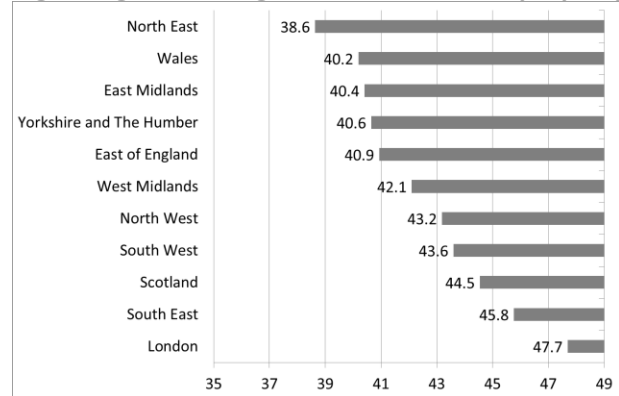 North East 38.6
Wales 40.2
East Midlands 40.4
Yorkshire and The Humber 40.6
East of England 40.9
West Midlands 42.1
North West 43.2
South West 43.6
Scotland 44.5
South East 45.8
London 47.7
35 37 39 41 43 45 47 49